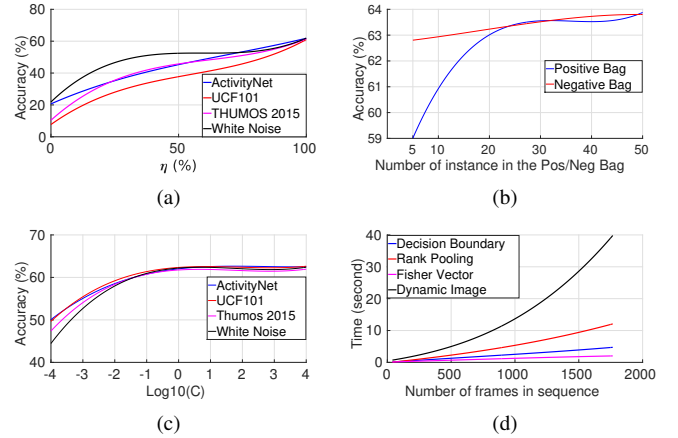 80
60
40
20
0
Accuracy (%)
ActivityNet
UCF101
THUMOS 2015
White Noise
0 50 100
η (%)
(a)
64
63
62
61
60
59
Accuracy (%)
Positive Bag
Negative Bag
5 10 20 30 40 50
Number of instance in the Pos/Neg Bag
(b)
70
60
50
40
Accuracy (%)
ActivityNet
UCF101
Thumos 2015
White Noise
-4 -3 -2 -1 0 1 2 3 4
Log10(C)
(c)
40
30
20
10
0
Time (second)
Decision Boundary
Rank Pooling
Fisher Vector
Dynamic Image
0 500 1000 1500 2000
Number of frames in sequence
(d)